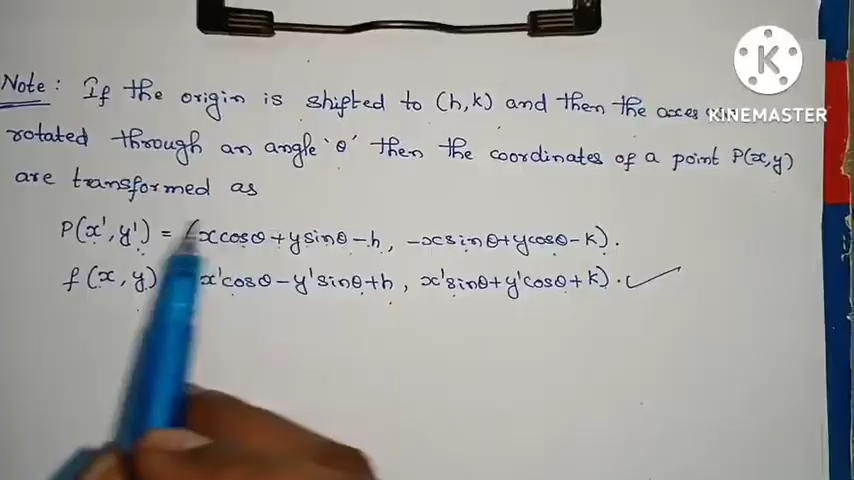 KINEMASTER
Note: If the origin is shifted to (h, k) and then the axes
rotated through an angle 'θ' then the coordinates of a point P(x,y)
are transformed as
P(x', y') = (xcosθ + ysinθ - h, -xsinθ + ycosθ - k).
f(x, y) x'cosθ - y'sinθ + h, x'sinθ + y'cosθ + k).